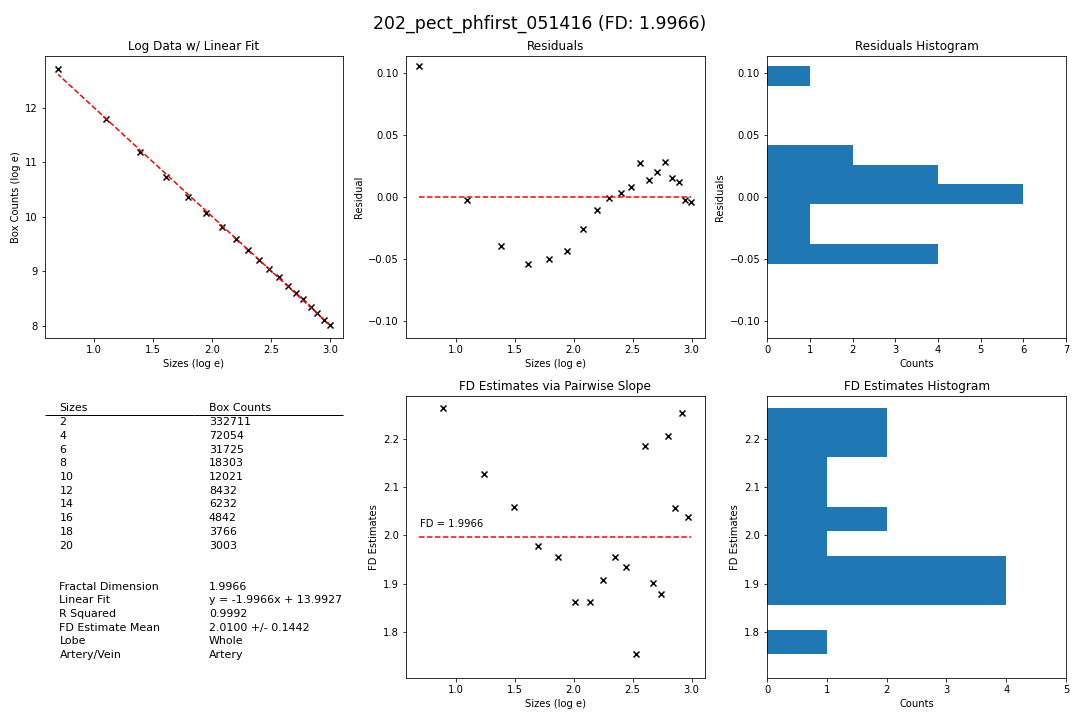 202_pect_phfirst_051416 (FD: 1.9966)
Log Data w/ Linear Fit
Box Counts (log e)
12
11
10
9
8
1.0 1.5 2.0 2.5 3.0
Sizes (log e)
Residuals
Residual
0.10
0.05
0.00
−0.05
−0.10
1.0 1.5 2.0 2.5 3.0
Sizes (log e)
Residuals Histogram
Residuals
0.10
0.05
0.00
−0.05
−0.10
0 1 2 3 4 5 6 7
Counts
Sizes Box Counts
2 332711
4 72054
6 31725
8 18303
10 12021
12 8432
14 6232
16 4842
18 3766
20 3003
Fractal Dimension 1.9966
Linear Fit y = -1.9966x + 13.9927
R Squared 0.9992
FD Estimate Mean 2.0100 +/- 0.1442
Lobe Whole
Artery/Vein Artery
FD Estimates via Pairwise Slope
FD Estimates
2.2
2.1
2.0
1.9
1.8
FD = 1.9966
1.0 1.5 2.0 2.5 3.0
Sizes (log e)
FD Estimates Histogram
FD Estimates
2.2
2.1
2.0
1.9
1.8
0 1 2 3 4 5
Counts